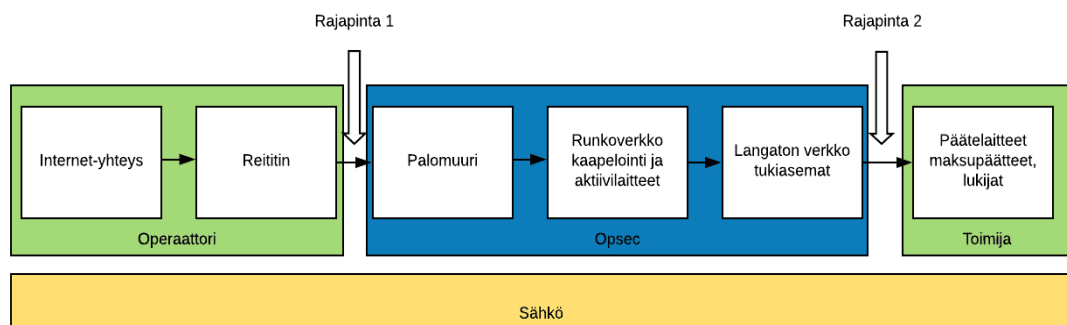 Rajapinta 1
Rajapinta 2
Internet-yhteys
Reititin
Palomuuri
Runkoverkko
kaapelointi ja
aktiivilaitteet
Langaton verkko
tukiasemat
Päätelaitteet
maksupäätteet,
lukijat
Operaattori
Opsec
Toimija
Sähkö